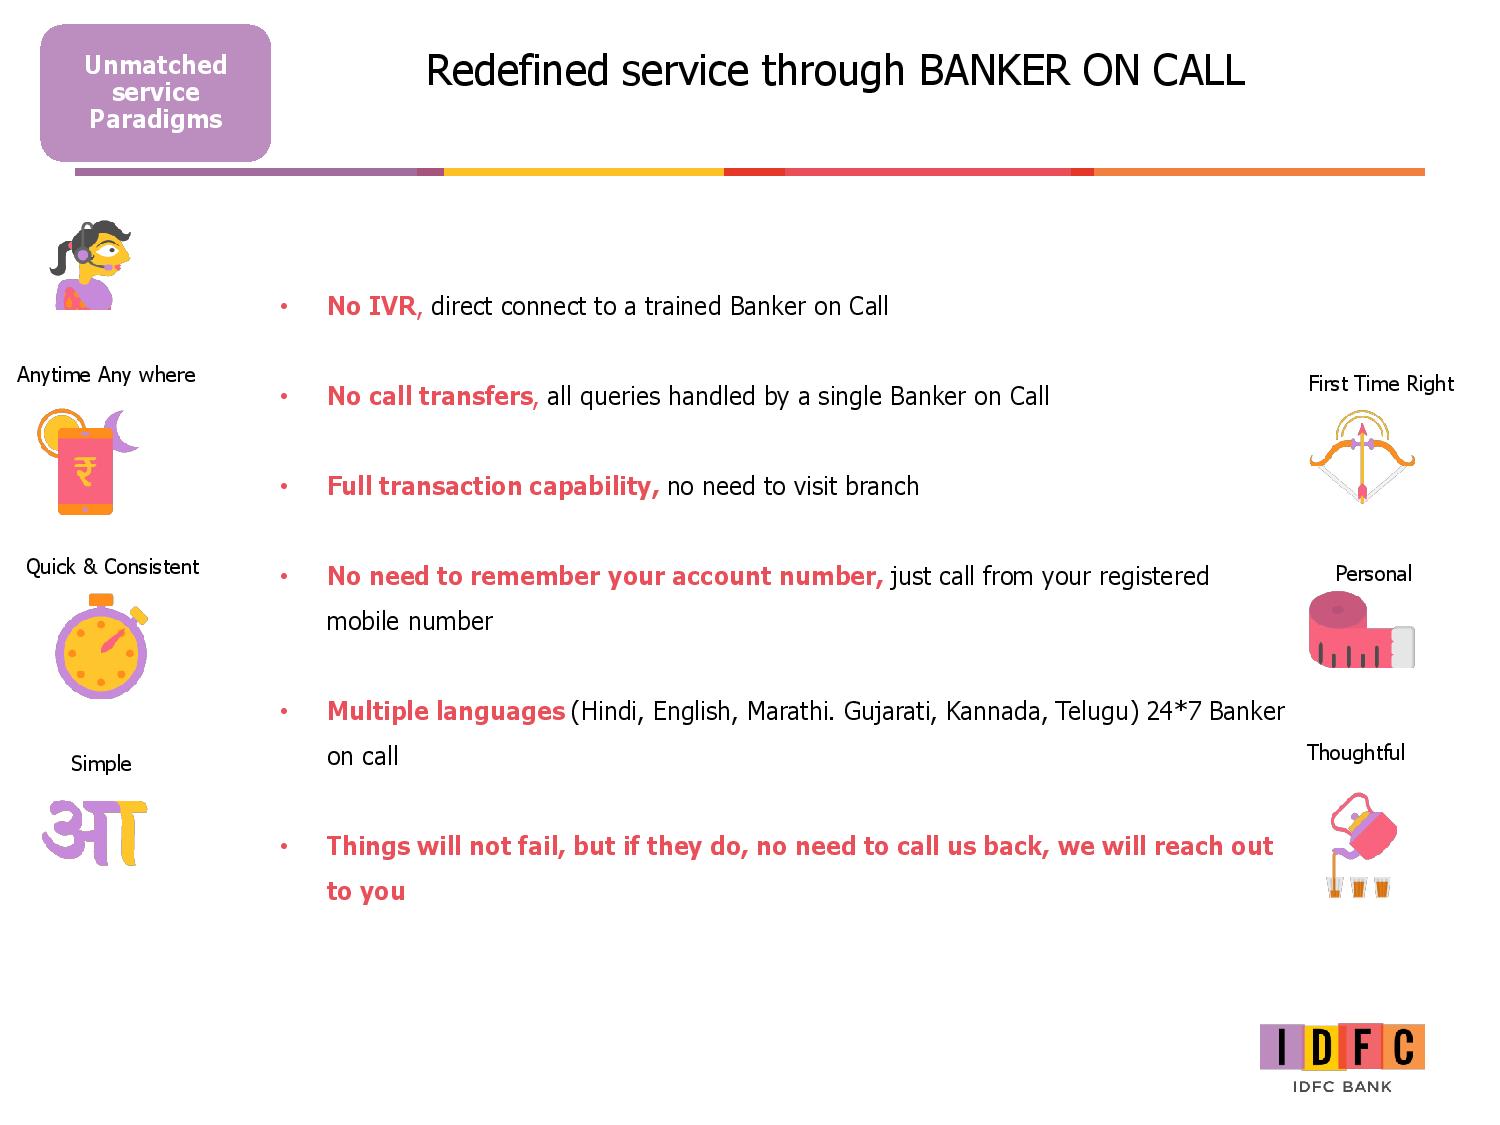 Unmatched
service
Paradigms
Redefined service through BANKER ON CALL
• No IVR, direct connect to a trained Banker on Call
Anytime Any where
• No call transfers, all queries handled by a single Banker on Call
First Time Right
₹
• Full transaction capability, no need to visit branch
Quick & Consistent
• No need to remember your account number, just call from your registered
mobile number
Personal
• Multiple languages (Hindi, English, Marathi. Gujarati, Kannada, Telugu) 24*7 Banker
on call
Simple
आ
Thoughtful
• Things will not fail, but if they do, no need to call us back, we will reach out
to you
IDFC
IDFC BANK